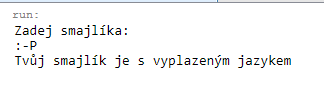 run:
Zadej smajlíka:
:-P
Tvůj smajlík je s vyplazeným jazykem